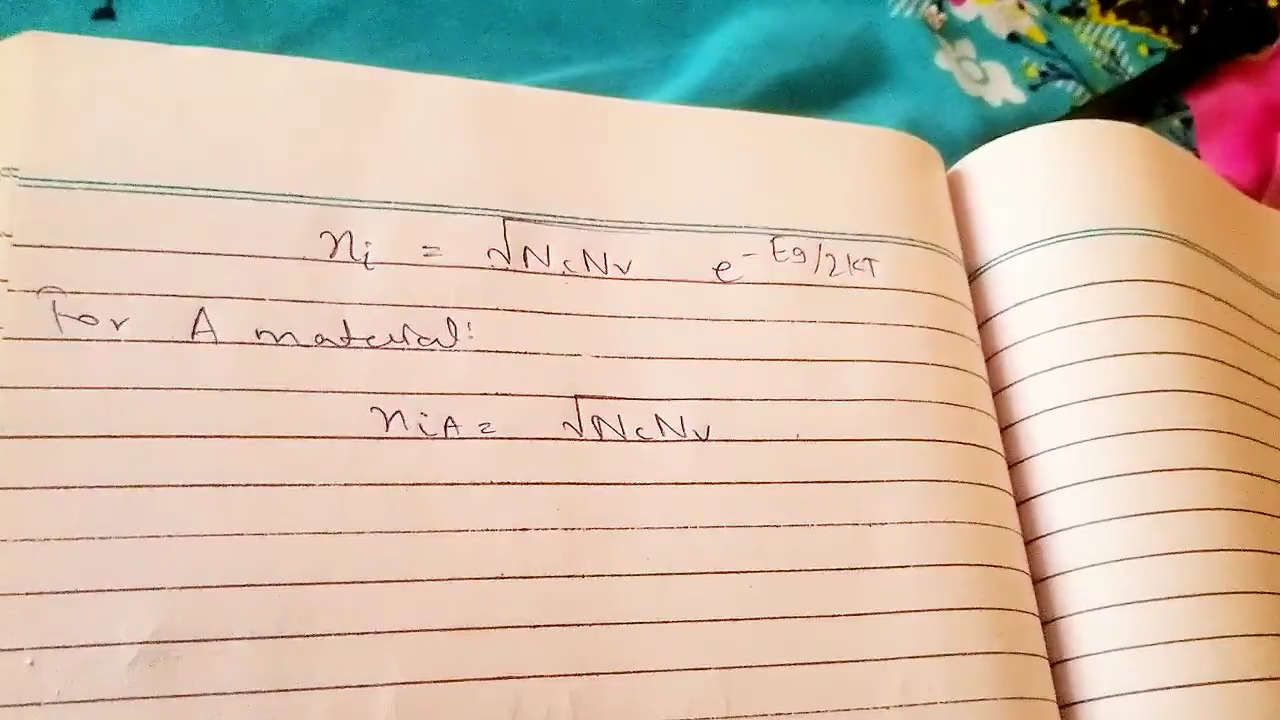 ni = √NcNv e^-Eg/2KT
For A material:
niA = √NcNv